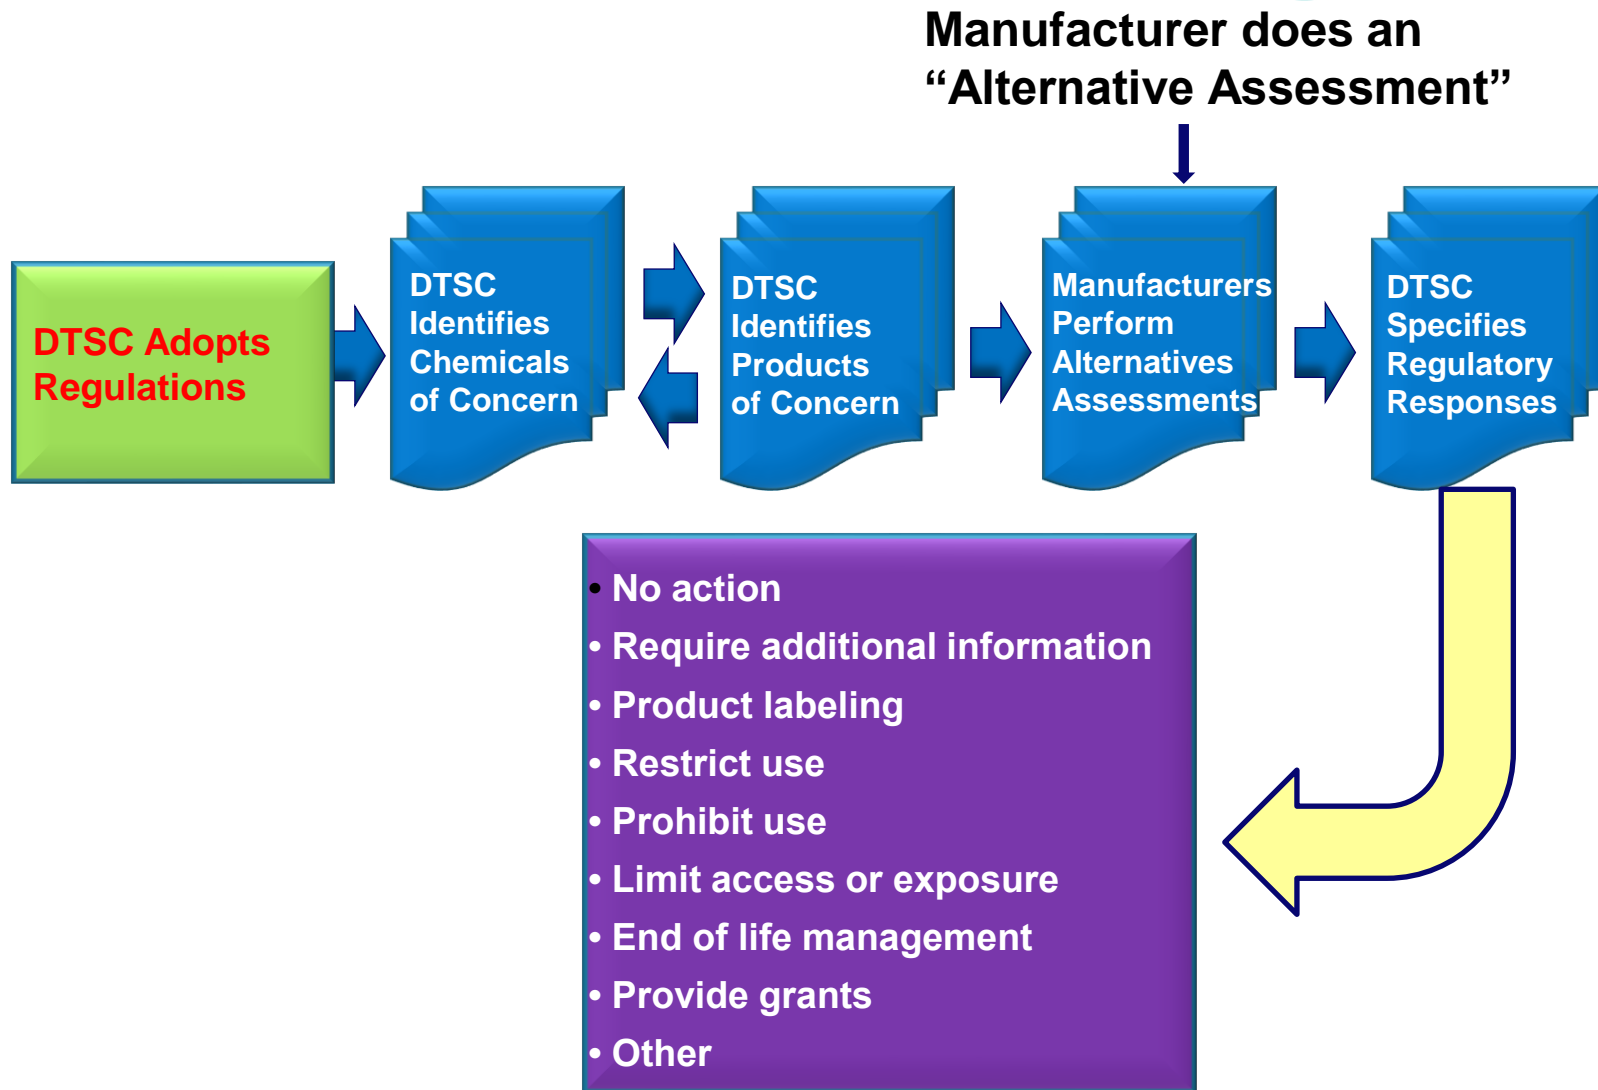 Manufacturer does an
“Alternative Assessment”
DTSC Adopts
Regulations
DTSC
Identifies
Chemicals
of Concern
DTSC
Identifies
Products
of Concern
Manufacturers
Perform
Alternatives
Assessments
DTSC
Specifies
Regulatory
Responses
• No action
• Require additional information
• Product labeling
• Restrict use
• Prohibit use
• Limit access or exposure
• End of life management
• Provide grants
• Other